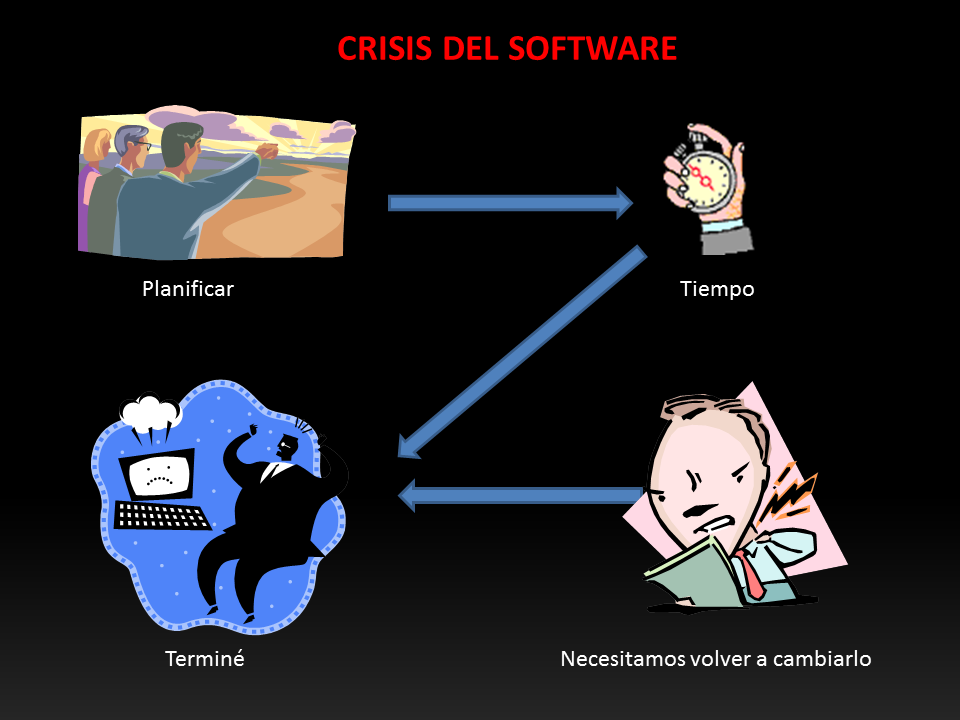 CRISIS DEL SOFTWARE
Planificar
Tiempo
Terminé
Necesitamos volver a cambiarlo